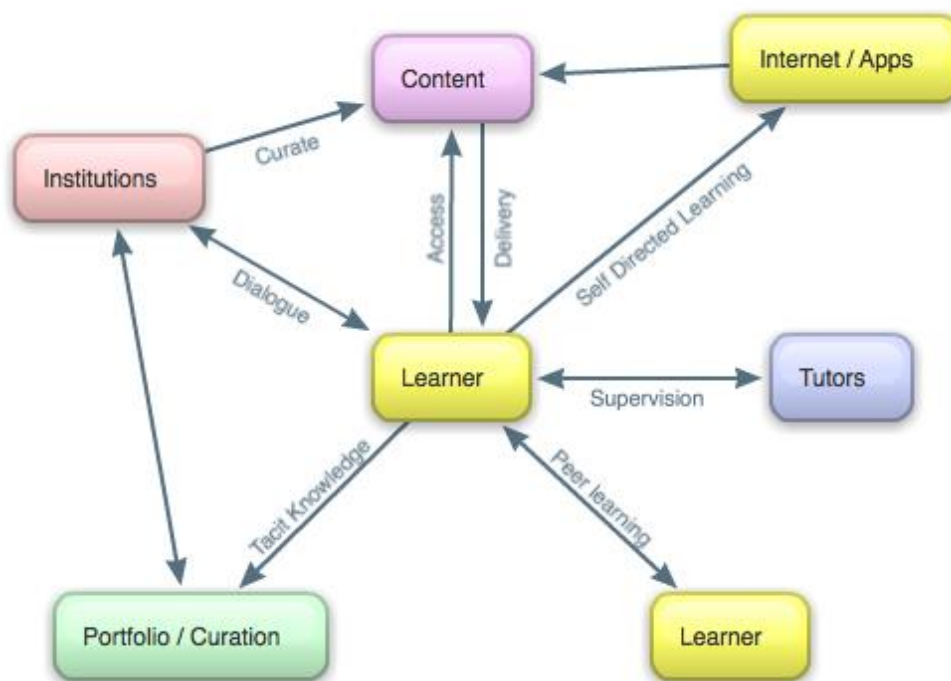 Internet / Apps
Content
Curate
Institutions
Access
Delivery
Self Directed Learning
Dialogue
Learner
Supervision
Tutors
Tacit Knowledge
Peer learning
Portfolio / Curation
Learner